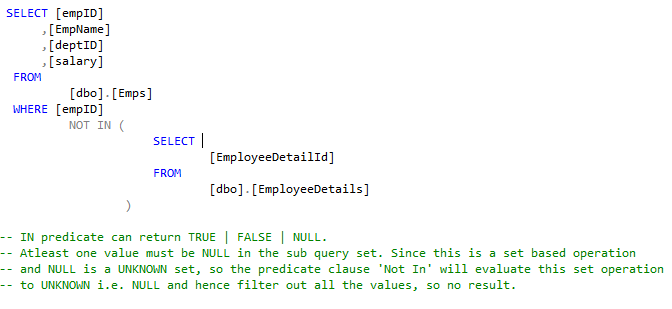 SELECT [empID]
,[EmpName]
,[deptID]
,[salary]
FROM
[dbo].[Emps]
WHERE [empID]
NOT IN (
SELECT
[EmployeeDetailId]
FROM
[dbo].[EmployeeDetails]
)
-- IN predicate can return TRUE | FALSE | NULL.
-- Atleast one value must be NULL in the sub query set. Since this is a set based operation
-- and NULL is a UNKNOWN set, so the predicate clause 'Not In' will evaluate this set operation
-- to UNKNOWN i.e. NULL and hence filter out all the values, so no result.